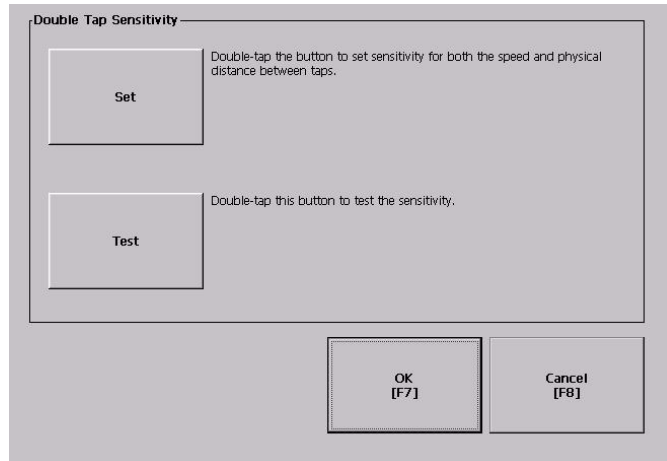 Double Tap Sensitivity
Double-tap the button to set sensitivity for both the speed and physical
distance between taps.
Set
Double-tap this button to test the sensitivity.
Test
OK
[F7]
Cancel
[F8]